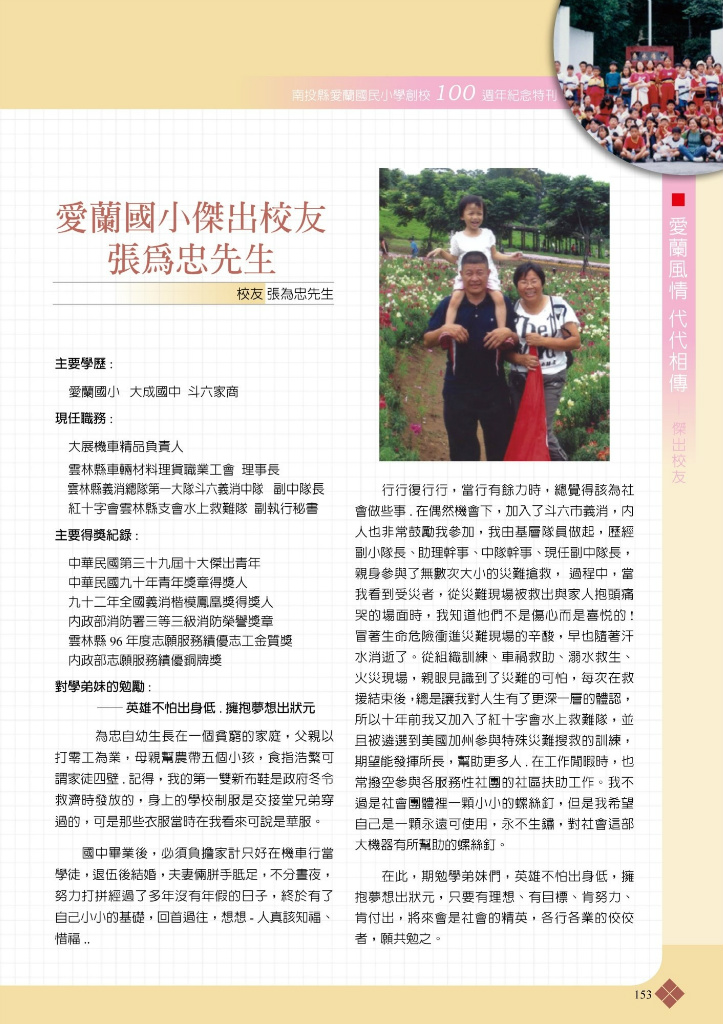 南投縣愛蘭國民小學創校 100 週年紀念特刊
愛蘭國小傑出校友
張為忠先生
校友 張為忠先生
主要學歷 :
愛蘭國小 大成國中 斗六家商
現任職務 :
大展機車精品負責人
雲林縣車輛材料理貨職業工會 理事長
雲林縣義消總隊第一大隊斗六義消中隊 副中隊長
紅十字會雲林縣支會水上救難隊 副執行秘書
主要得獎紀錄 :
中華民國第三十九屆十大傑出青年
中華民國九十年青年獎章得獎人
九十二年全國義消楷模鳳凰獎得獎人
內政部消防署三等三級消防榮譽獎章
雲林縣 96 年度志願服務績優志工金質獎
內政部志願服務績優銅牌獎
對學弟妹的勉勵 :
—— 英雄不怕出身低 . 擁抱夢想出狀元
為忠自幼生長在一個貧窮的家庭，父親以
打零工為業，母親幫農帶五個小孩，食指浩繁可
謂家徒四壁 . 記得，我的第一雙新布鞋是政府冬令
救濟時發放的，身上的學校制服是交接堂兄弟穿
過的，可是那些衣服當時在我看來可說是華服。
國中畢業後，必須負擔家計只好在機車行當
學徒，退伍後結婚，夫妻倆胼手胝足，不分晝夜，
努力打拼經過了多年沒有年假的日子，終於有了
自己小小的基礎，回首過往，想想 - 人真該知福、
惜福 ..
行行復行行，當行有餘力時，總覺得該為社
會做些事 . 在偶然機會下，加入了斗六市義消，內
人也非常鼓勵我參加，我由基層隊員做起，歷經
副小隊長、助理幹事、中隊幹事、現任副中隊長，
親身參與了無數次大小的災難搶救， 過程中，當
我看到受災者，從災難現場被救出與家人抱頭痛
哭的場面時，我知道他們不是傷心而是喜悅的 !
冒著生命危險衝進災難現場的辛酸，早也隨著汗
水消逝了。從組織訓練、車禍救助、溺水救生、
火災現場，親眼見識到了災難的可怕，每次在救
援結束後，總是讓我對人生有了更深一層的體認，
所以十年前我又加入了紅十字會水上救難隊，並
且被遴選到美國加州參與特殊災難搜救的訓練，
期望能發揮所長，幫助更多人 . 在工作閒暇時，也
常撥空參與各服務性社團的社區扶助工作。我不
過是社會團體裡一顆小小的螺絲釘，但是我希望
自己是一顆永遠可使用，永不生鏽，對社會這部
大機器有所幫助的螺絲釘。
在此，期勉學弟妹們，英雄不怕出身低，擁
抱夢想出狀元，只要有理想、有目標、肯努力、
肯付出，將來會是社會的精英，各行各業的佼佼
者，願共勉之。
愛蘭風情 代代相傳
傑出校友
153